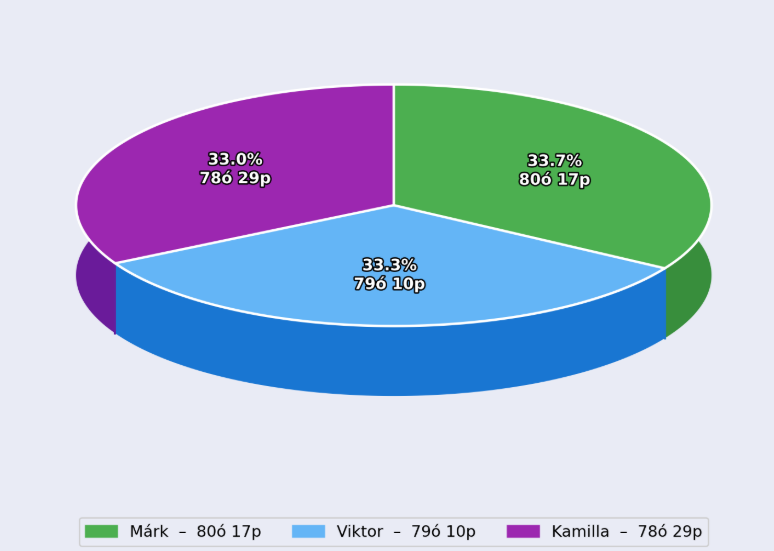 33.0%
78ó 29p
33.7%
80ó 17p
33.3%
79ó 10p
Márk – 80ó 17p
Viktor – 79ó 10p
Kamilla – 78ó 29p